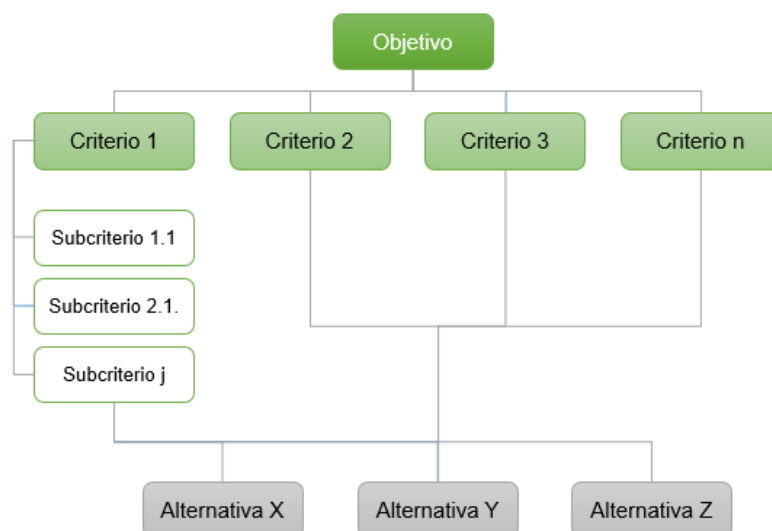 Objetivo
Criterio 1
Criterio 2
Criterio 3
Criterio n
Subcriterio 1.1
Subcriterio 2.1.
Subcriterio j
Alternativa X
Alternativa Y
Alternativa Z